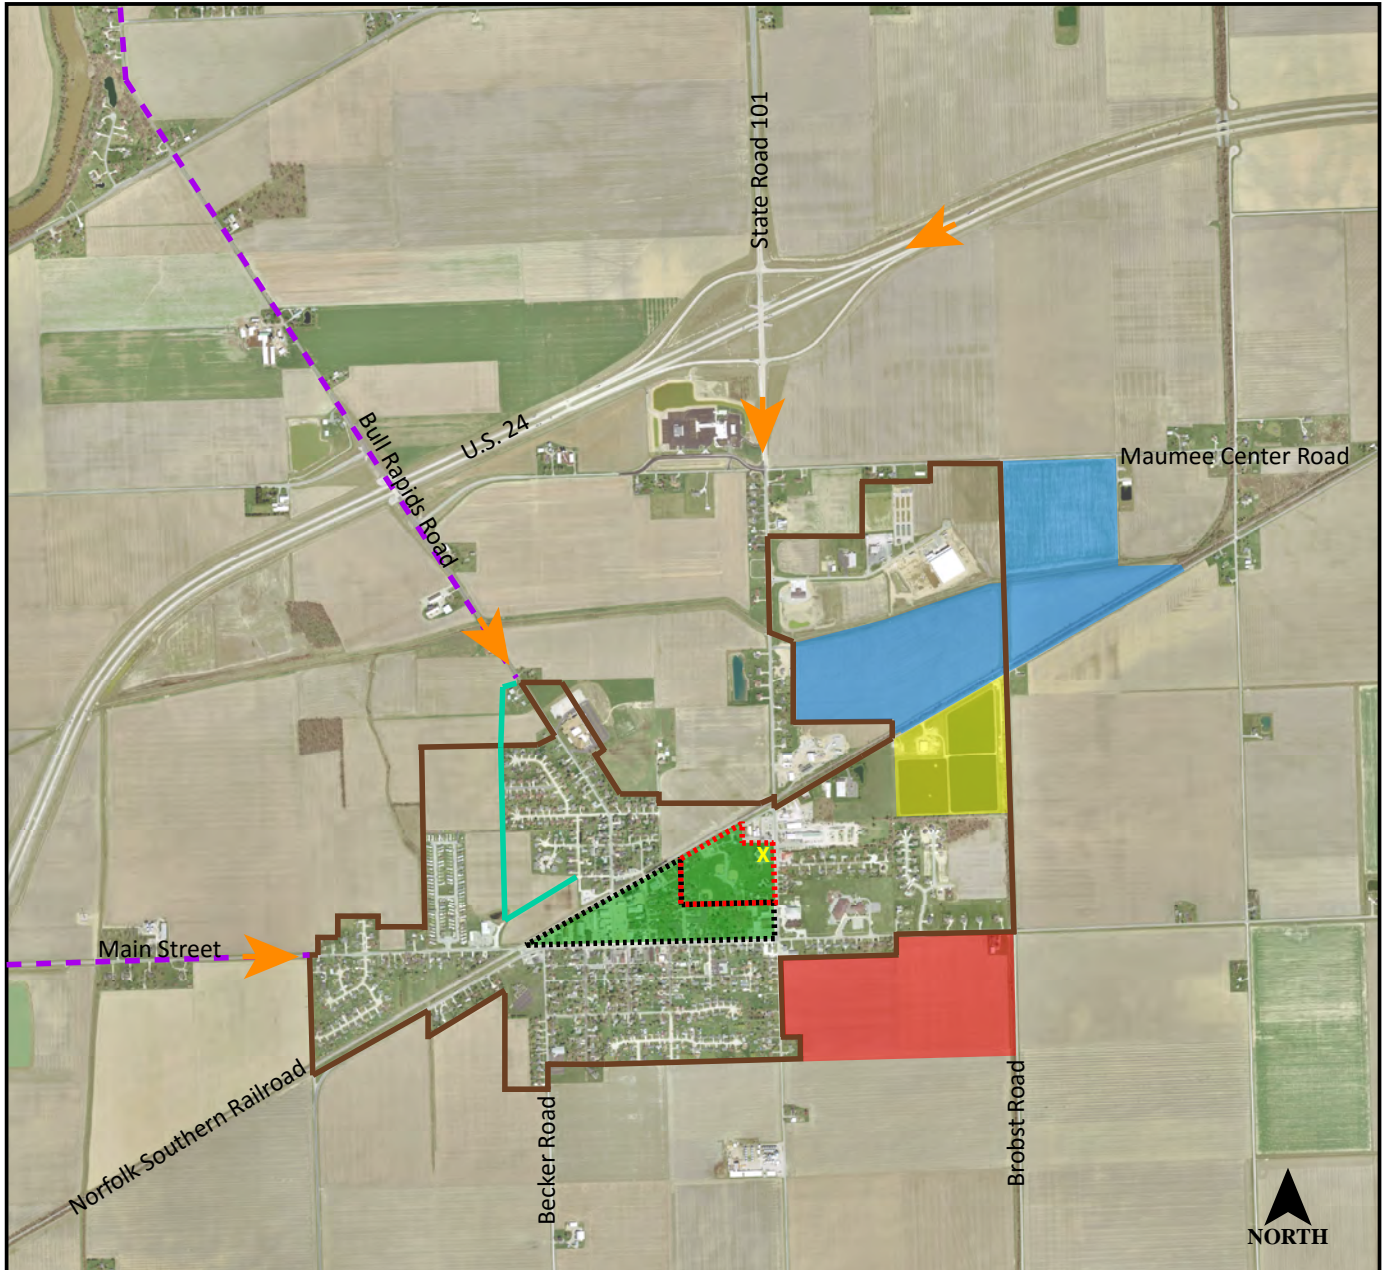 State Road 101
Bull Rapids Road
U.S. 24
Maumee Center Road
X
Main Street
Norfolk Southern Railroad
Becker Road
Brobst Road
NORTH